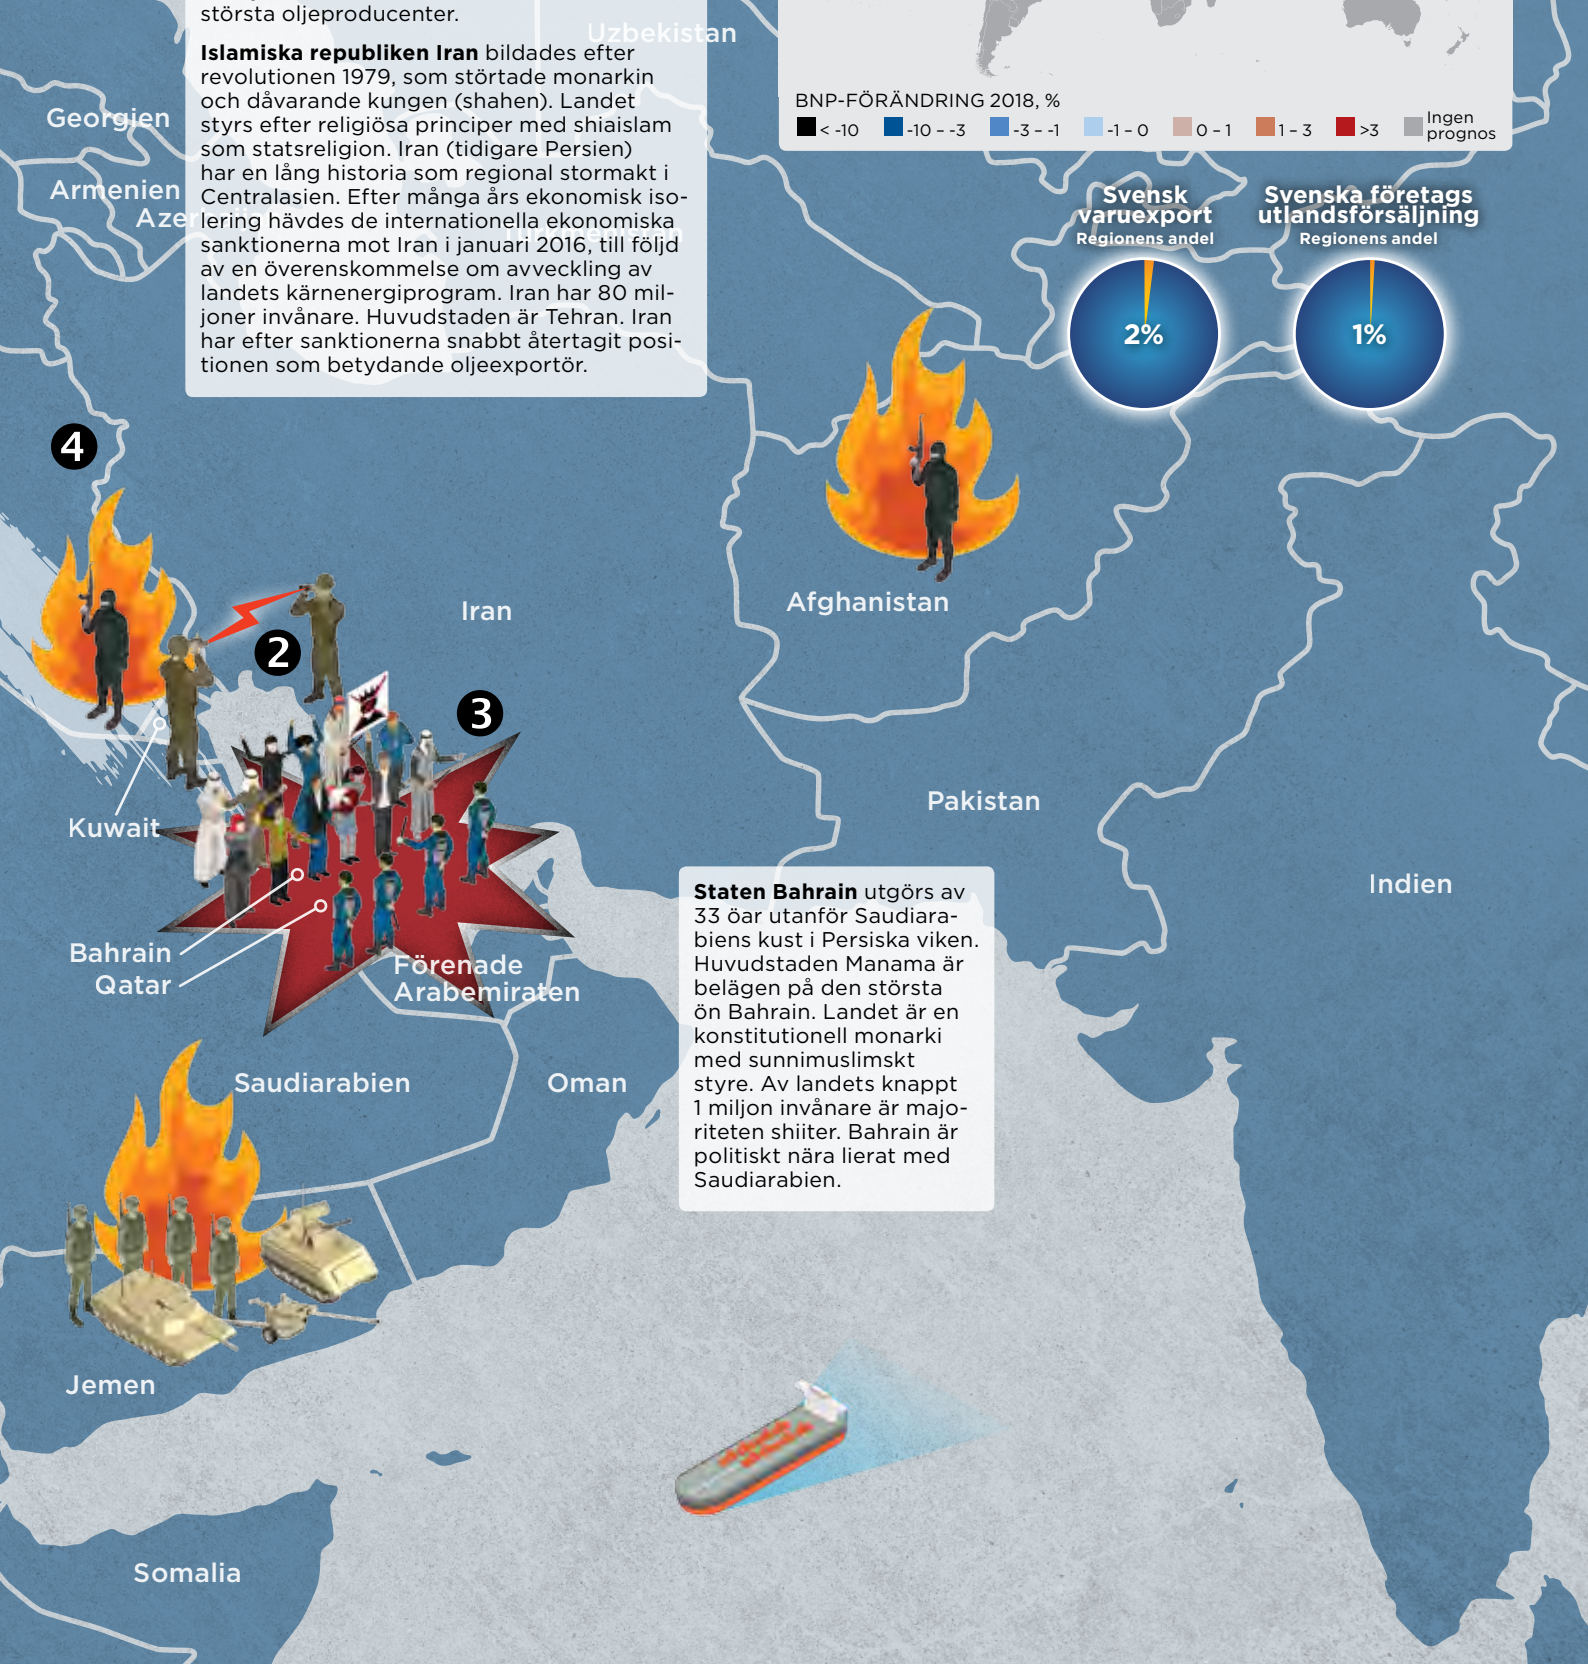 största oljeproducenter.
Islamiska republiken Iran bildades efter
revolutionen 1979, som störtade monarkin
och dåvarande kungen (shahen). Landet
styrs efter religiösa principer med shiaislam
som statsreligion. Iran (tidigare Persien)
har en lång historia som regional stormakt i
Centralasien. Efter många års ekonomisk iso-
lering hävdes de internationella ekonomiska
sanktionerna mot Iran i januari 2016, till följd
av en överenskommelse om avveckling av
landets kärnenergiprogram. Iran har 80 mil-
joner invånare. Huvudstaden är Tehran. Iran
har efter sanktionerna snabbt återtagit posi-
tionen som betydande oljeexportör.
Uzbekistan
Georgien
Armenien
Turkmenistan
BNP-FÖRÄNDRING 2018, %
< -10
-10 – -3
-3 – -1
-1 – 0
0 – 1
1 – 3
>3
Ingen
prognos
Svensk
varuexport
Regionens andel
2%
Svenska företags
utlandsförsäljning
Regionens andel
1%
4
2
3
Iran
Afghanistan
Pakistan
Indien
Kuwait
Bahrain
Qatar
Förenade
Arabemiraten
Saudiarabien
Oman
Staten Bahrain utgörs av
33 öar utanför Saudiara-
biens kust i Persiska viken.
Huvudstaden Manama är
belägen på den största
ön Bahrain. Landet är en
konstitutionell monarki
med sunnimuslimskt
styre. Av landets knappt
1 miljon invånare är majo-
riteten shiiter. Bahrain är
politiskt nära lierat med
Saudiarabien.
Jemen
Somalia